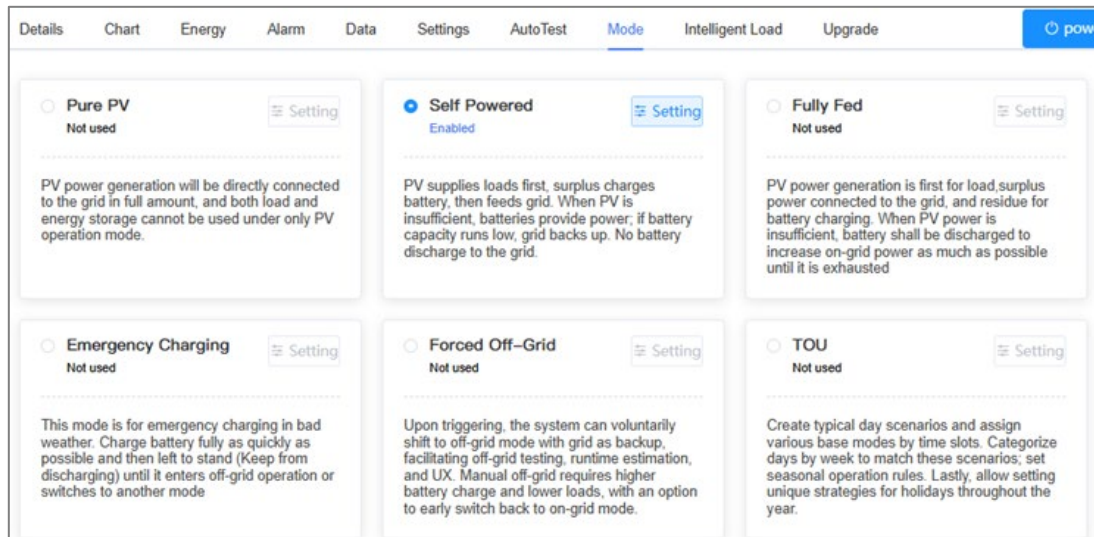 Details Chart Energy Alarm Data Settings AutoTest Mode Intelligent Load Upgrade
Pure PV
Not used
Setting
PV power generation will be directly connected
to the grid in full amount, and both load and
energy storage cannot be used under only PV
operation mode.
Self Powered
Enabled
Setting
PV supplies loads first, surplus charges
battery, then feeds grid. When PV is
insufficient, batteries provide power; if battery
capacity runs low, grid backs up. No battery
discharge to the grid.
Fully Fed
Not used
Setting
PV power generation is first for load,surplus
power connected to the grid, and residue for
battery charging. When PV power is
insufficient, battery shall be discharged to
increase on-grid power as much as possible
until it is exhausted
Emergency Charging
Not used
Setting
This mode is for emergency charging in bad
weather. Charge battery fully as quickly as
possible and then left to stand (Keep from
discharging) until it enters off-grid operation or
switches to another mode
Forced Off-Grid
Not used
Setting
Upon triggering, the system can voluntarily
shift to off-grid mode with grid as backup,
facilitating off-grid testing, runtime estimation,
and UX. Manual off-grid requires higher
battery charge and lower loads, with an option
to early switch back to on-grid mode.
TOU
Not used
Setting
Create typical day scenarios and assign
various base modes by time slots. Categorize
days by week to match these scenarios; set
seasonal operation rules. Lastly, allow setting
unique strategies for holidays throughout the
year.